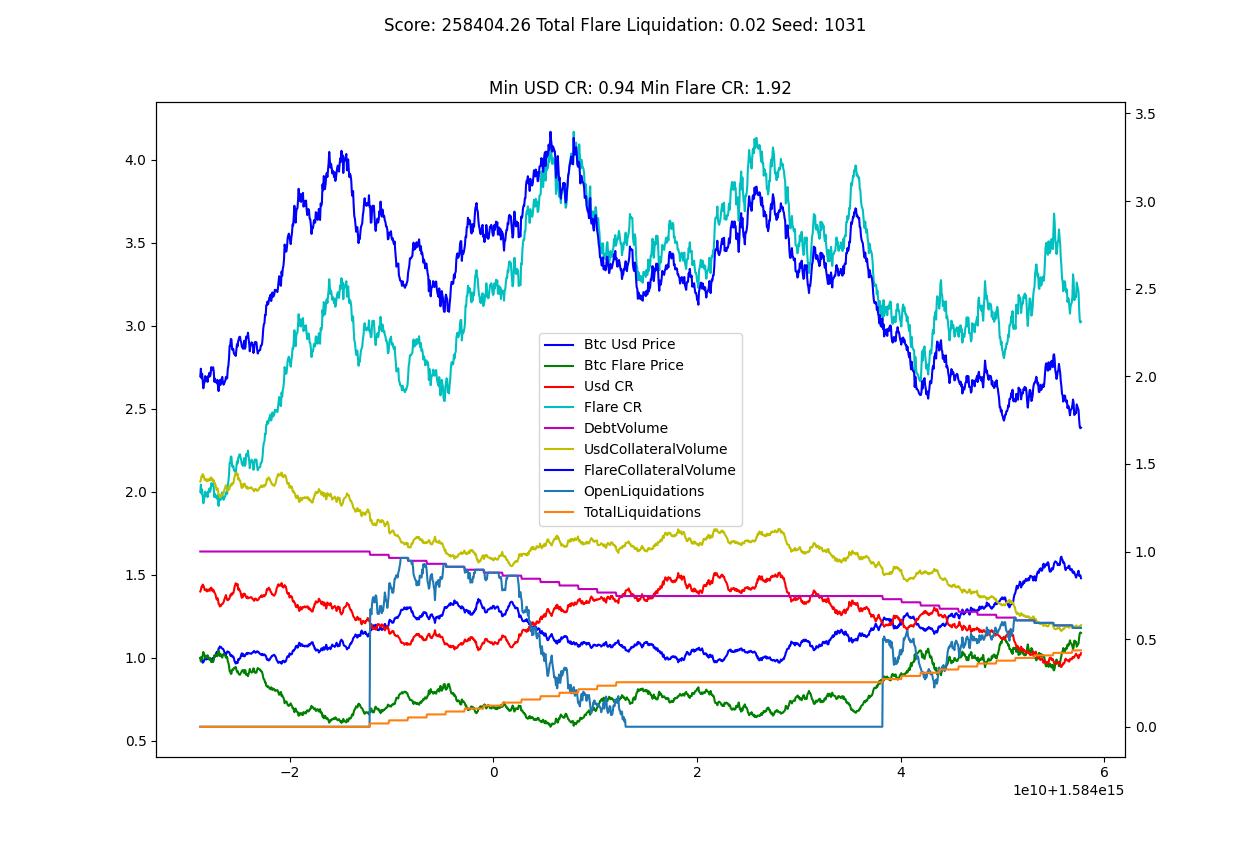 Score: 258404.26 Total Flare Liquidation: 0.02 Seed: 1031
Min USD CR: 0.94 Min Flare CR: 1.92
4.0
3.5
3.0
2.5
2.0
1.5
1.0
0.5
3.5
3.0
2.5
2.0
1.5
1.0
0.5
0.0
Btc Usd Price
Btc Flare Price
Usd CR
Flare CR
DebtVolume
UsdCollateralVolume
FlareCollateralVolume
OpenLiquidations
TotalLiquidations
−2 0 2 4 6
1e10+1.584e15